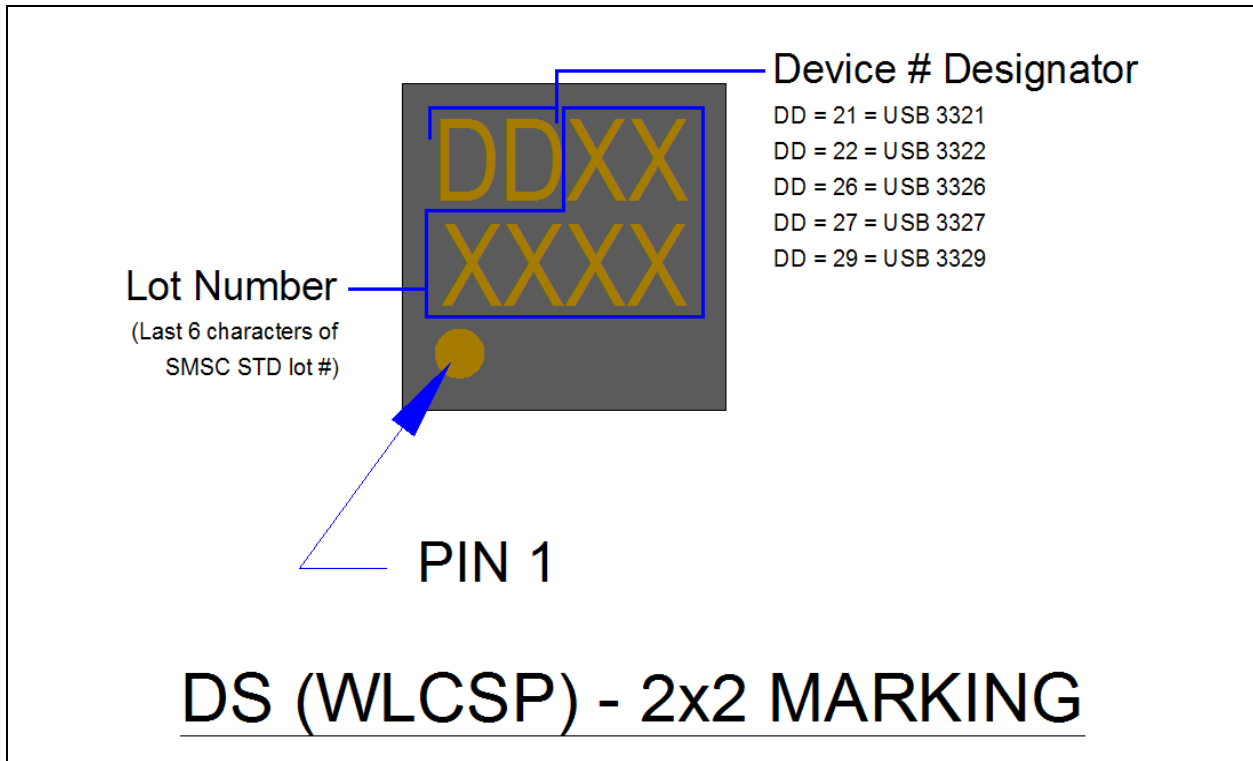 Device # Designator
DD = 21 = USB 3321
DD = 22 = USB 3322
DD = 26 = USB 3326
DD = 27 = USB 3327
DD = 29 = USB 3329
DDXX
XXXX
Lot Number
(Last 6 characters of
SMSC STD lot #)
PIN 1
DS (WLCSP) - 2x2 MARKING